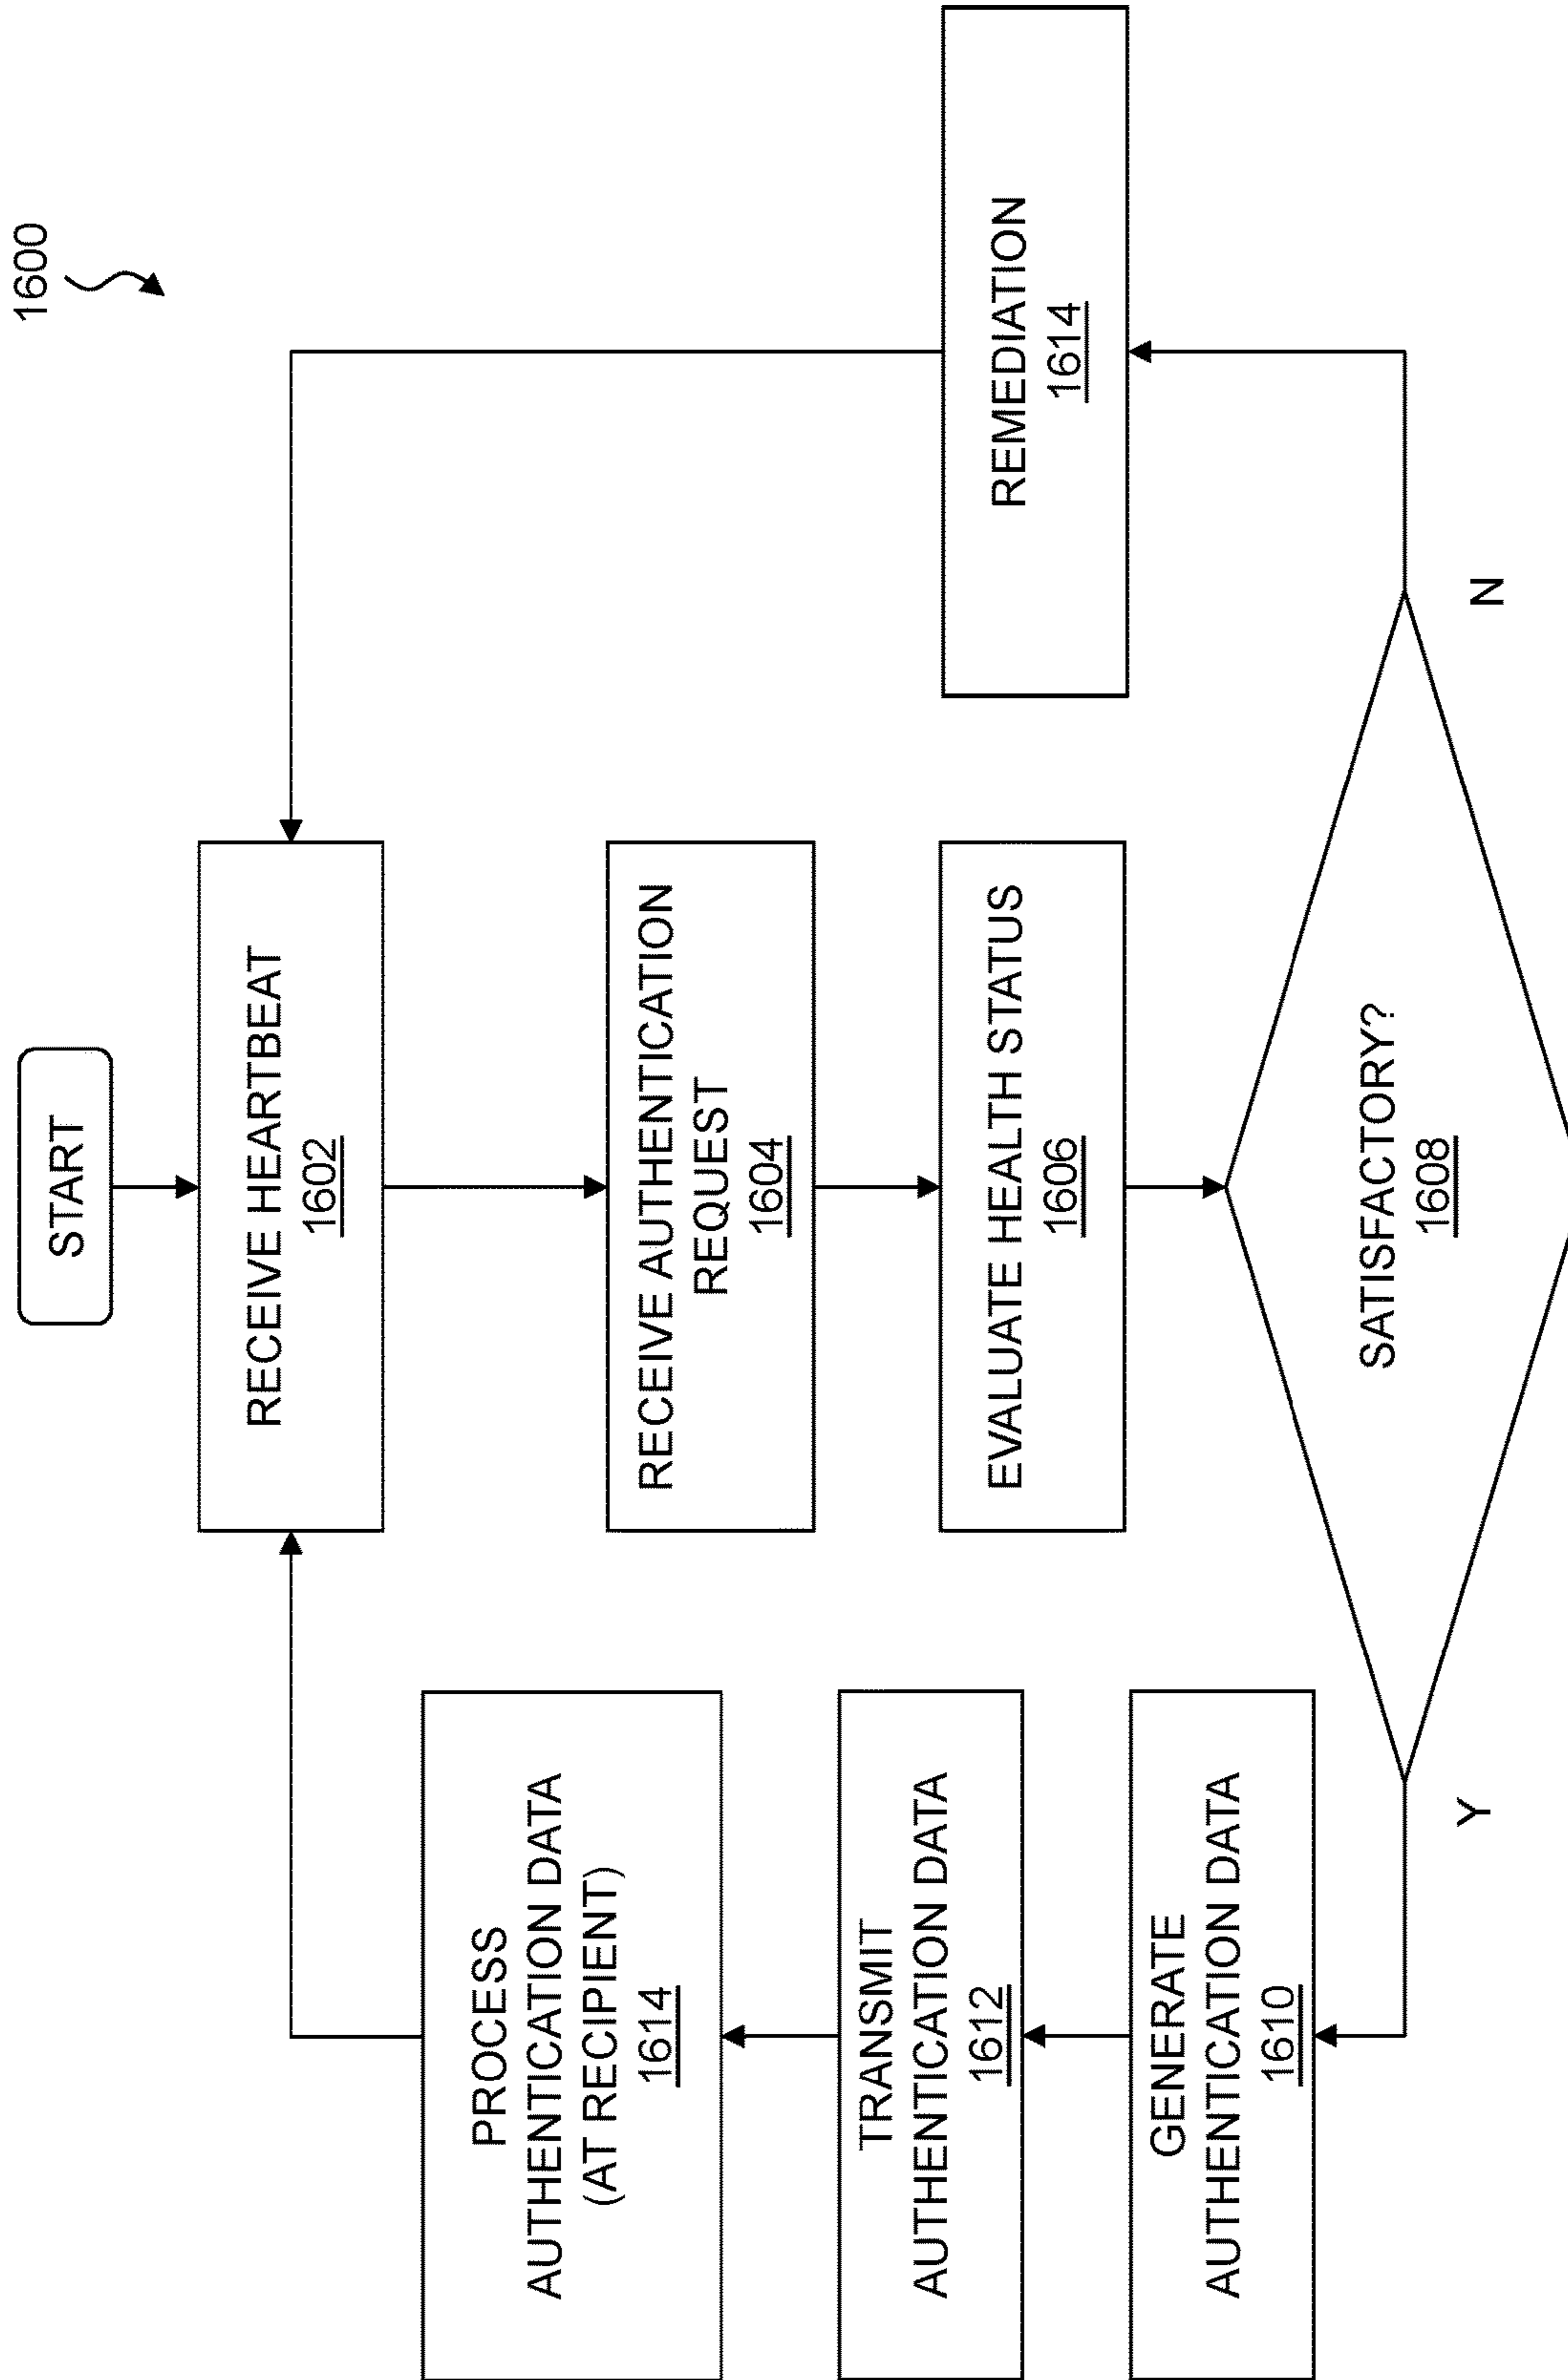 1600
START
RECEIVE HEARTBEAT
1602
RECEIVE AUTHENTICATION
REQUEST
1604
EVALUATE HEALTH STATUS
1606
SATISFACTORY?
1608
Y
N
GENERATE
AUTHENTICATION DATA
1610
TRANSMIT
AUTHENTICATION DATA
1612
PROCESS
AUTHENTICATION DATA
(AT RECIPIENT)
1614
REMEDIATION
1614